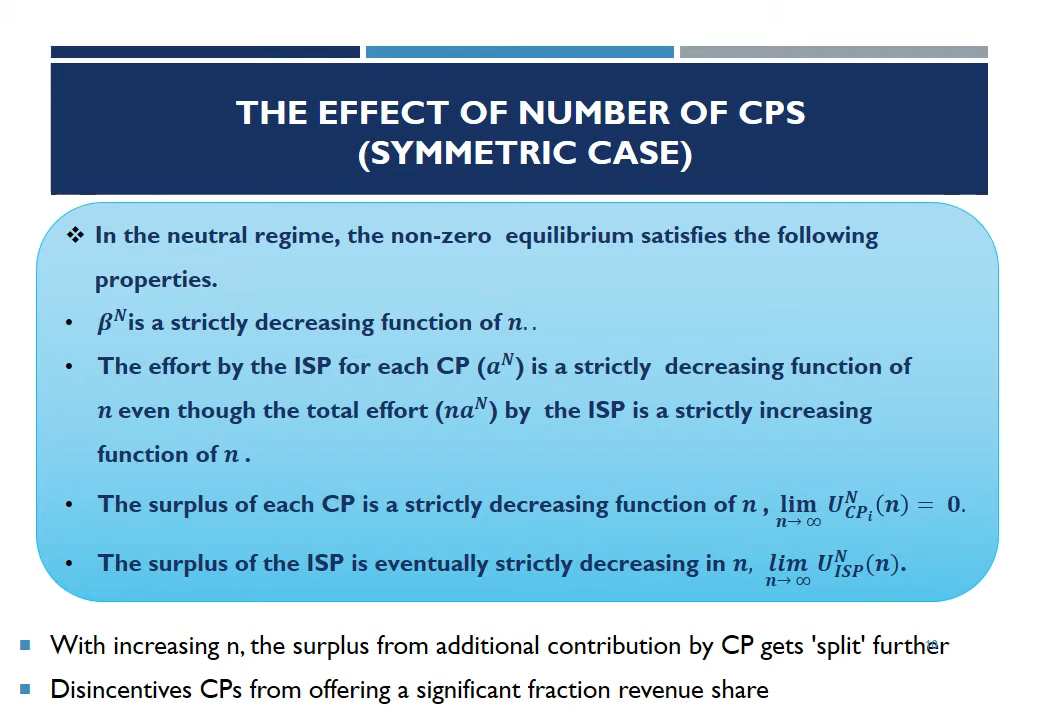 THE EFFECT OF NUMBER OF CPS
(SYMMETRIC CASE)
❖ In the neutral regime, the non-zero equilibrium satisfies the following
properties.
• βᴺis a strictly decreasing function of n. .
• The effort by the ISP for each CP (aᴺ) is a strictly decreasing function of
n even though the total effort (naᴺ) by the ISP is a strictly increasing
function of n .
• The surplus of each CP is a strictly decreasing function of n , lim_{n→∞} U^N_{CP_i}(n) = 0.
• The surplus of the ISP is eventually strictly decreasing in n, lim_{n→∞} U^N_{ISP}(n).
▪ With increasing n, the surplus from additional contribution by CP gets 'split' further
▪ Disincentives CPs from offering a significant fraction revenue share